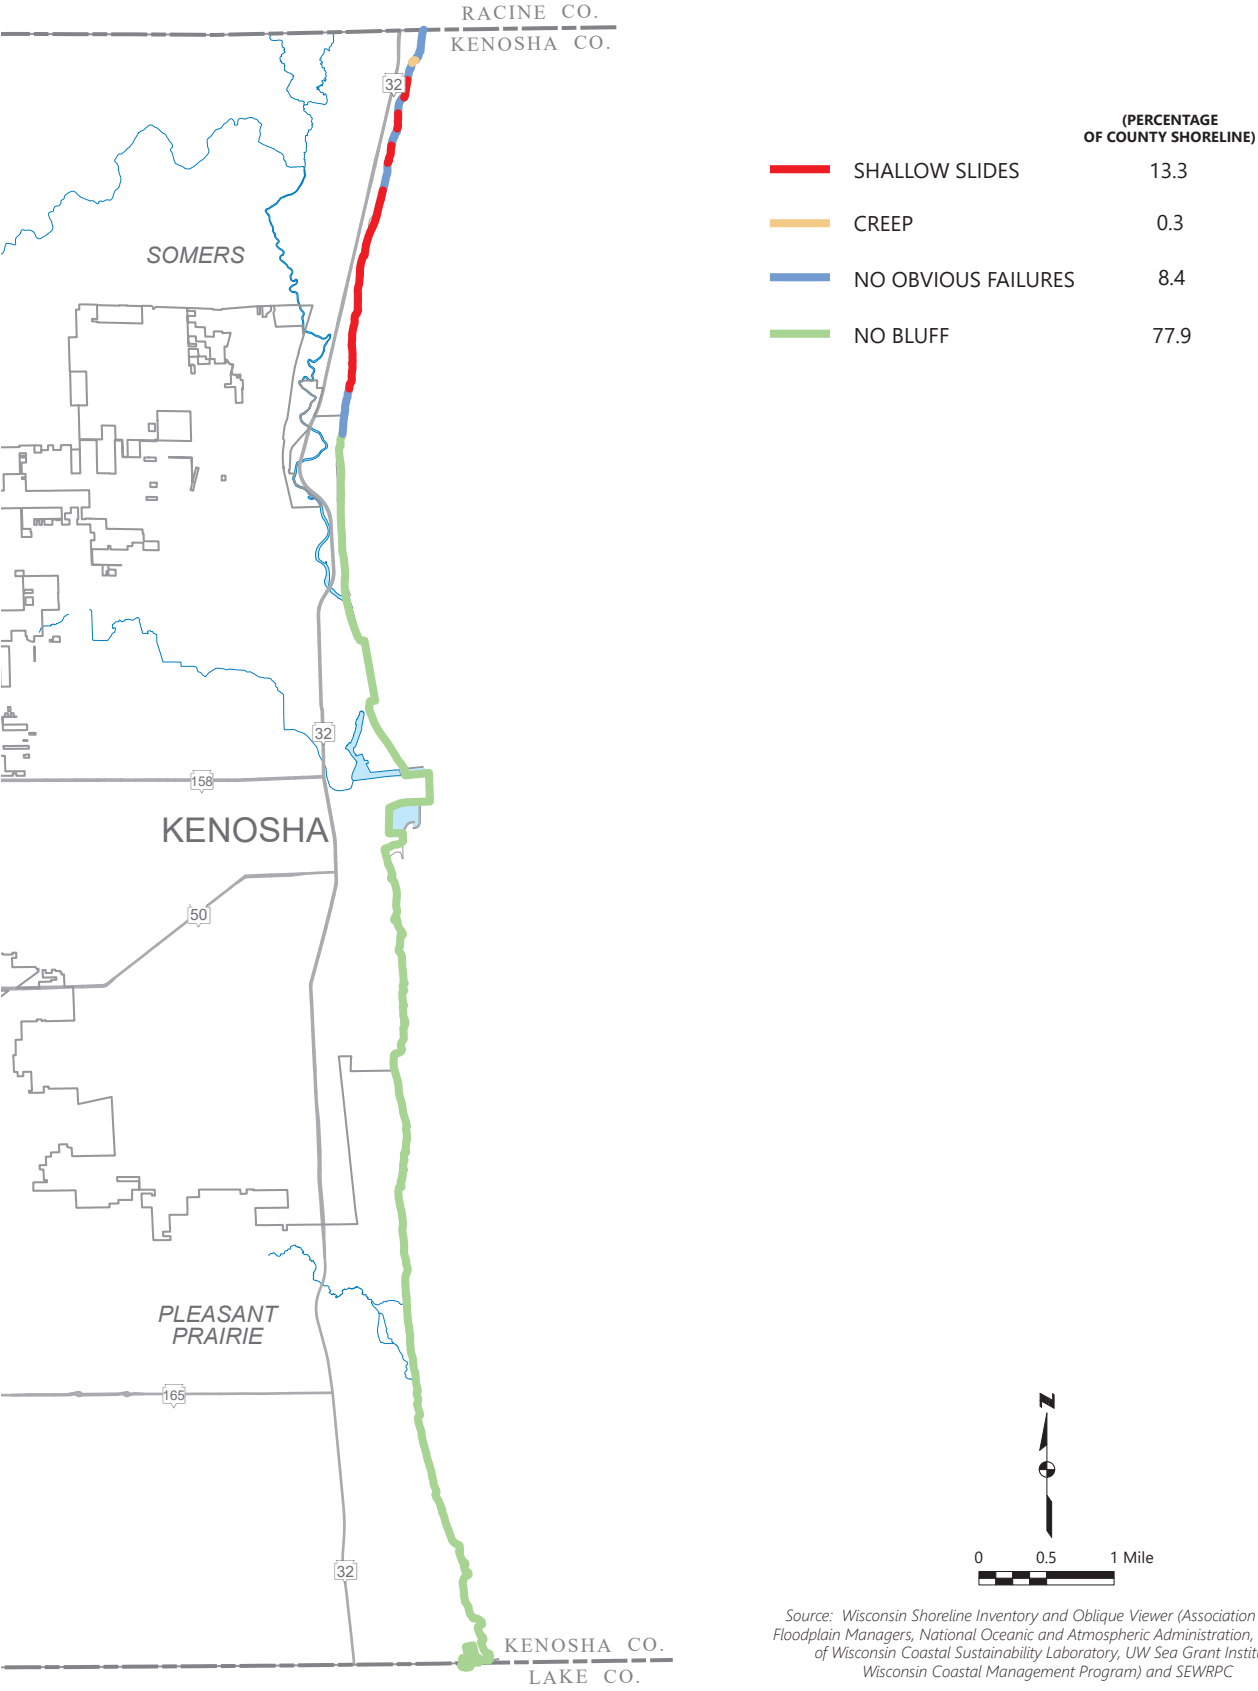 RACINE CO.
KENOSHA CO.
32
(PERCENTAGE
OF COUNTY SHORELINE)
SHALLOW SLIDES 13.3
CREEP 0.3
NO OBVIOUS FAILURES 8.4
NO BLUFF 77.9
SOMERS
32
158
KENOSHA
50
PLEASANT
PRAIRIE
165
32
N
0 0.5 1 Mile
Source: Wisconsin Shoreline Inventory and Oblique Viewer (Association
Floodplain Managers, National Oceanic and Atmospheric Administration,
of Wisconsin Coastal Sustainability Laboratory, UW Sea Grant Instit
Wisconsin Coastal Management Program) and SEWRPC
KENOSHA CO.
LAKE CO.